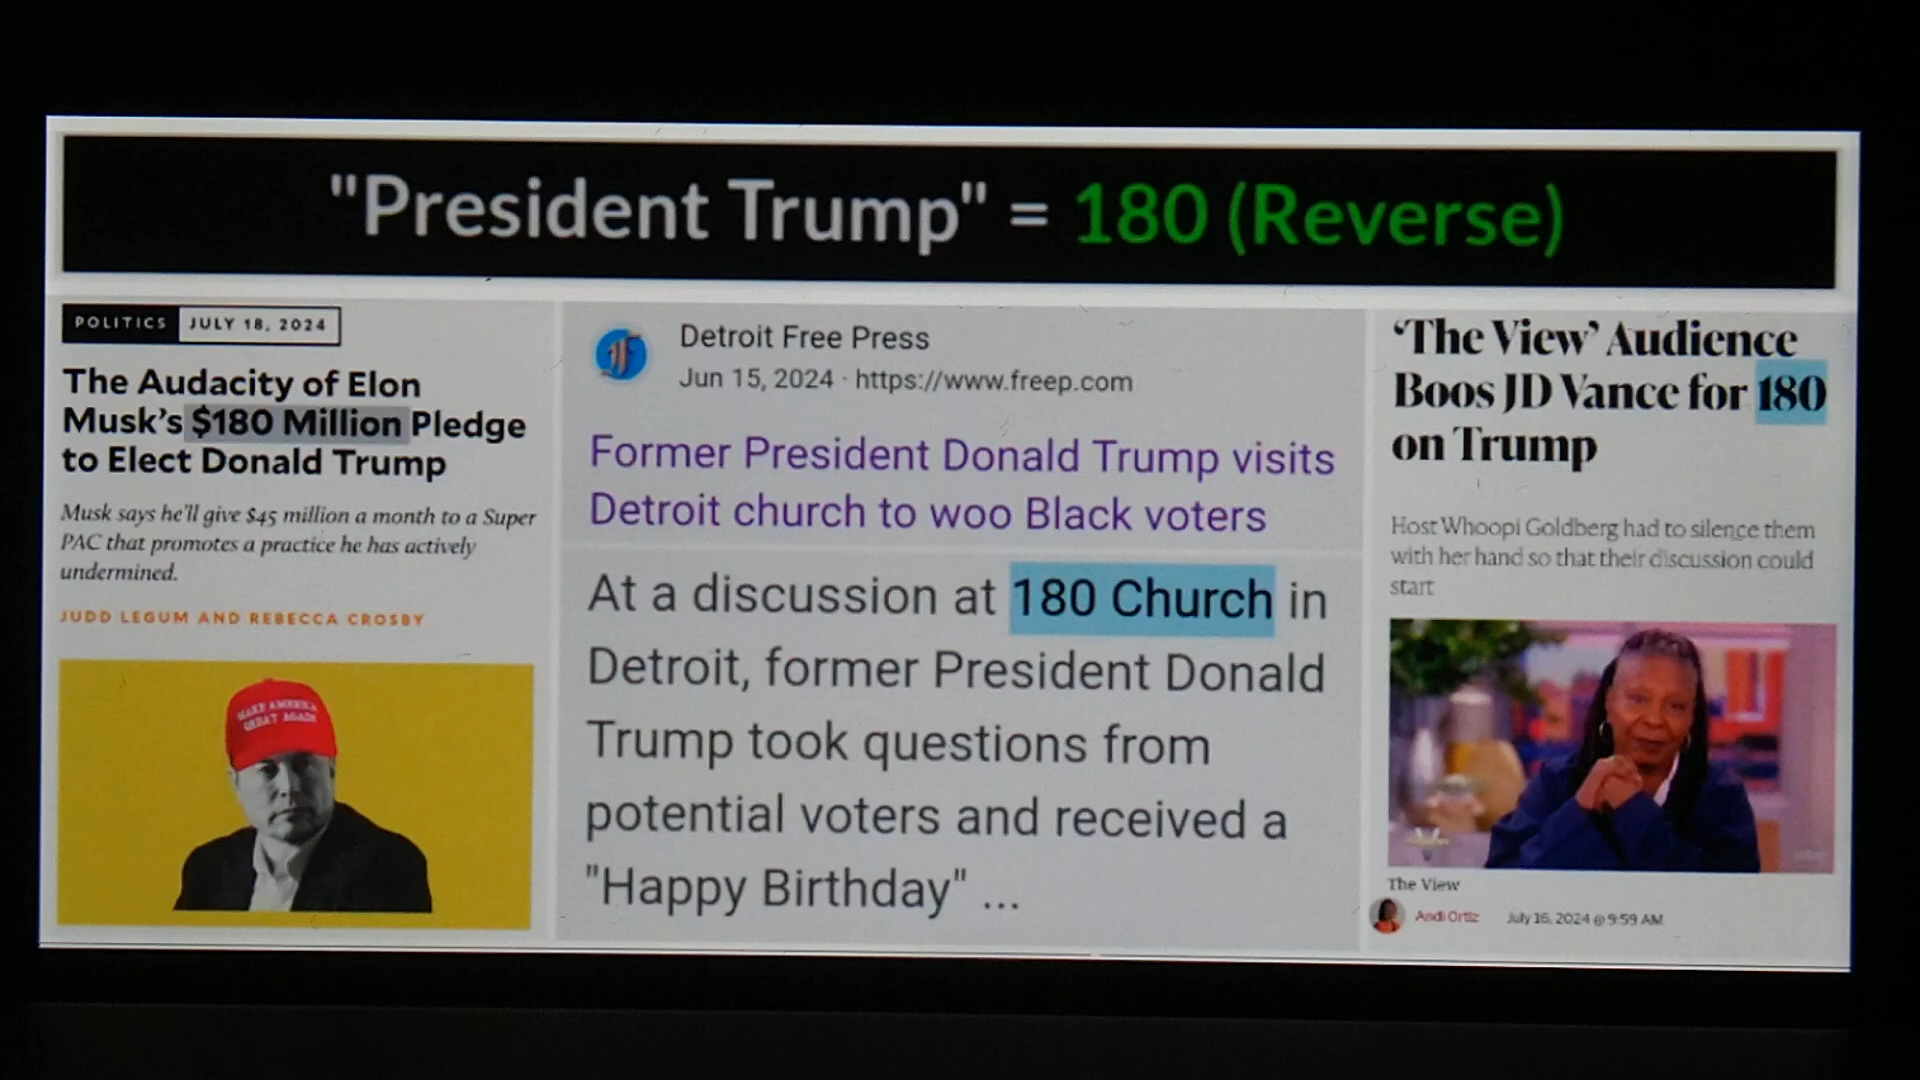 "President Trump" = 180 (Reverse)
POLITICS JULY 18, 2024
The Audacity of Elon
Musk's $180 Million Pledge
to Elect Donald Trump
Musk says he'll give $45 million a month to a Super
PAC that promotes a practice he has actively
undermined.
JUDD LEGUM AND REBECCA CROSBY
MAKE AMERICA
GREAT AGAIN
Detroit Free Press
Jun 15, 2024 · https://www.freep.com
Former President Donald Trump visits
Detroit church to woo Black voters
At a discussion at 180 Church in
Detroit, former President Donald
Trump took questions from
potential voters and received a
"Happy Birthday" ...
‘The View’ Audience
Boos JD Vance for 180
on Trump
Host Whoopi Goldberg had to silence them
with her hand so that their discussion could
start
The View
Andi Ortiz July 16, 2024 @ 9:59 AM